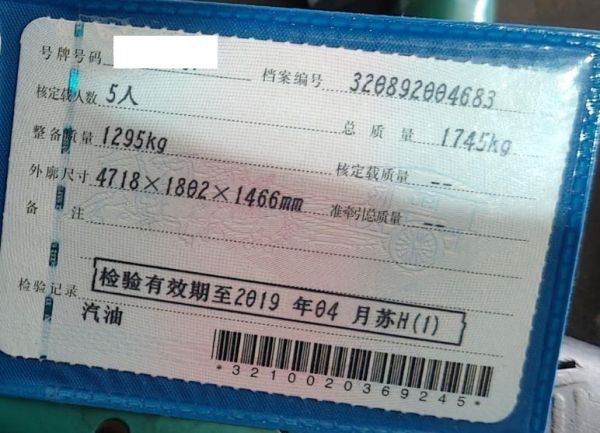 号牌号码 档案编号 320892004683
核定载人数 5人 总质量 1745kg
整备质量 1295kg 核定载质量 --
外廓尺寸 4718×1802×1466mm 准牵引总质量 --
备注
检验记录 检验有效期至2019 年04 月苏H(1)
汽油
*3210020369245*